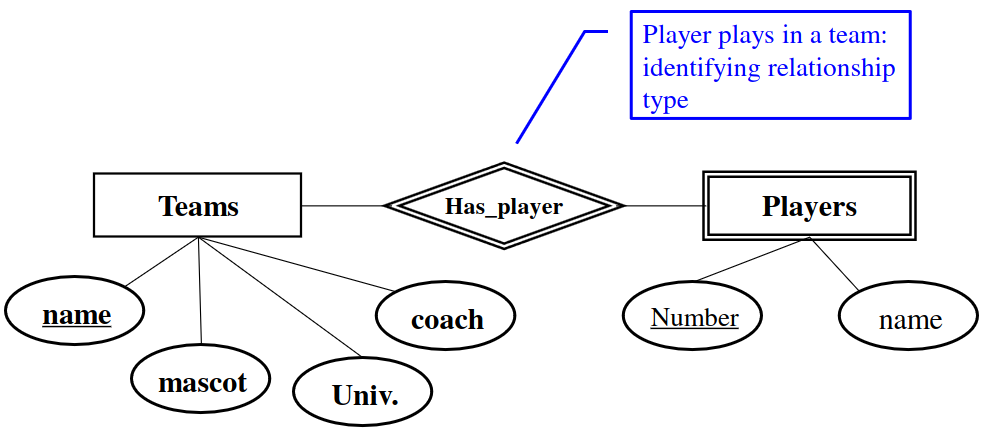 Player plays in a team:
identifying relationship
type
Teams
Has_player
Players
name
mascot
Univ.
coach
Number
name